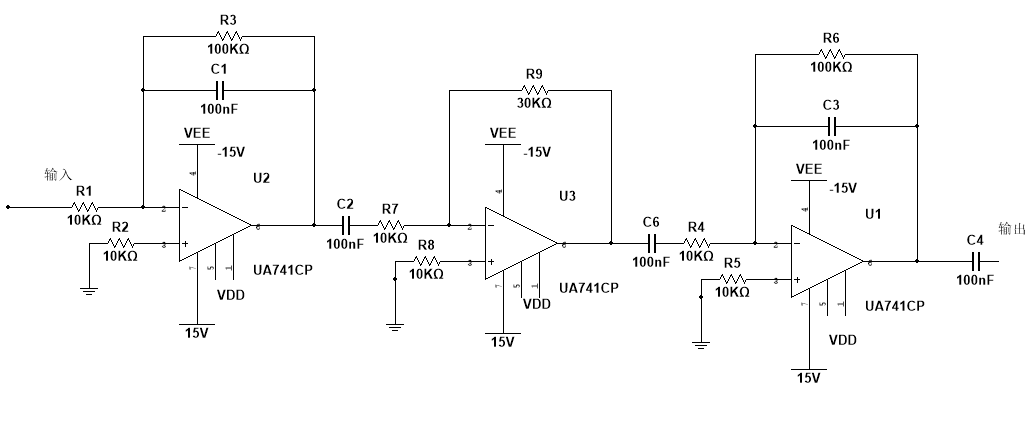 R3
100KΩ
C1
100nF
VEE
-15V
4
U2
输入
R1
10KΩ
R2
10KΩ
2
3
6
7
5
1
UA741CP
VDD
15V
C2
100nF
R7
10KΩ
R9
30KΩ
VEE
-15V
4
U3
R8
10KΩ
2
3
6
7
5
1
UA741CP
VDD
15V
C6
100nF
R4
10KΩ
R6
100KΩ
C3
100nF
VEE
-15V
4
U1
R5
10KΩ
2
3
6
7
5
1
UA741CP
VDD
15V
输出
C4
100nF